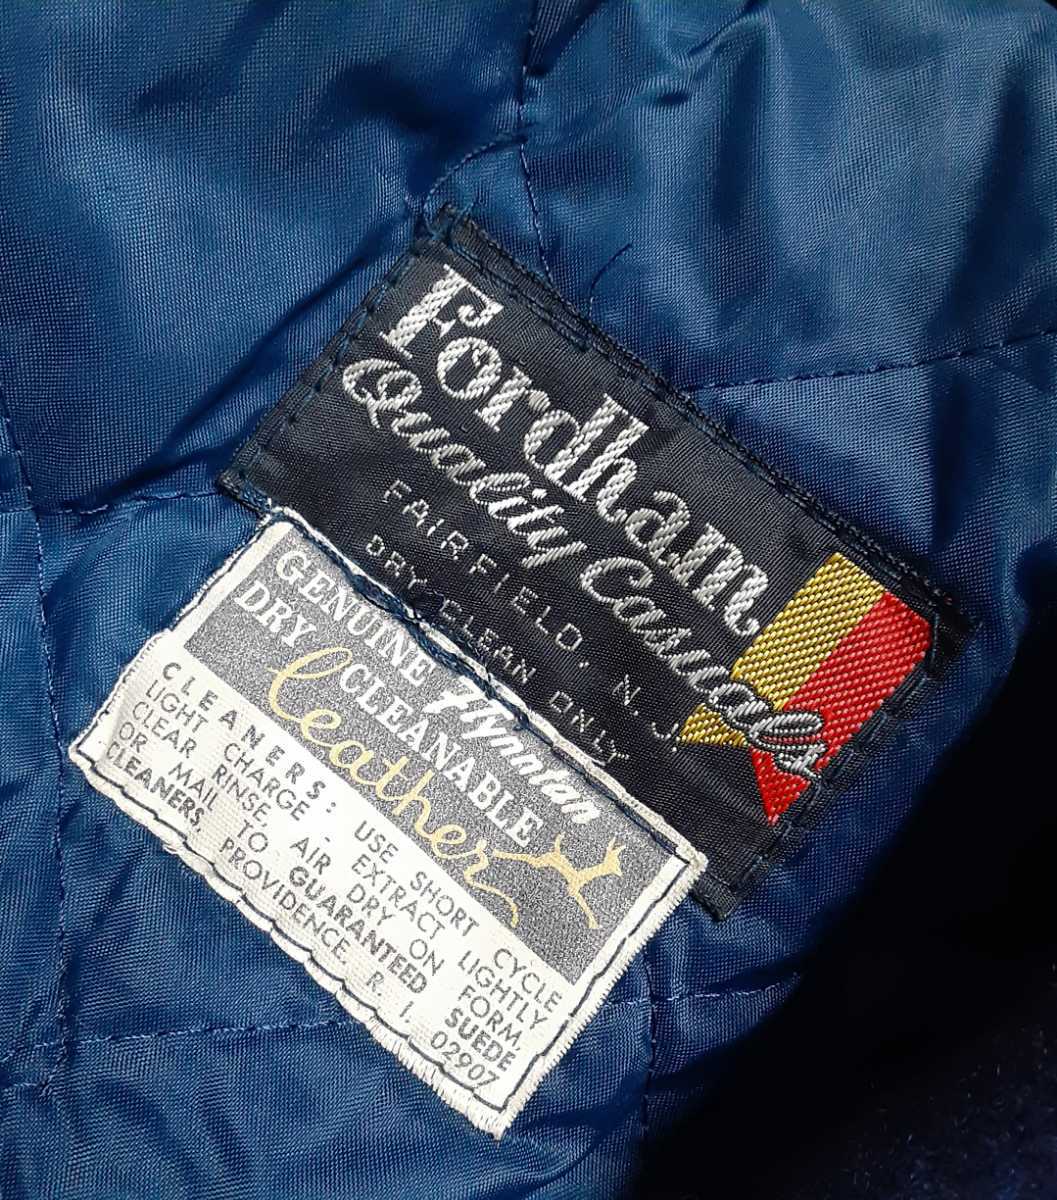 Fordham
Quality Casuals
FAIRFIELD, N. J.
DRY CLEAN ONLY
GENUINE
DRY CLEANABLE
leather
CLEANERS: USE SHORT CYCLE
LIGHT CHARGE - EXTRACT LIGHTLY
CLEAR RINSE, AIR DRY ON FORM,
OR MAIL TO GUARANTEED SUEDE
CLEANERS, PROVIDENCE, R. I. 02907